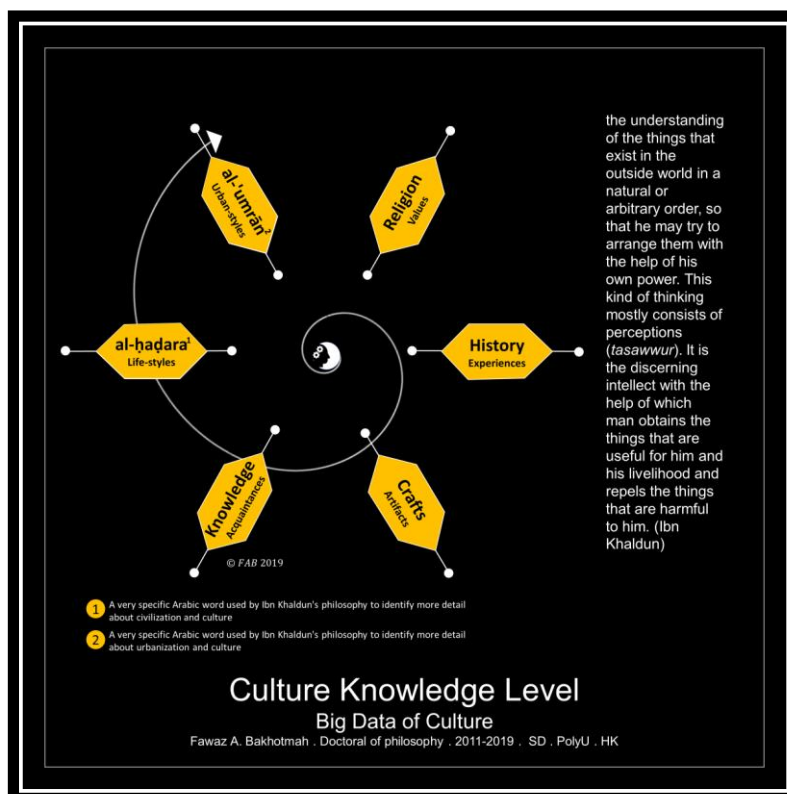 al-'umrān²
Urban-styles
Religion
Values
al-ḥaḍara¹
Life-styles
History
Experiences
Knowledge
Acquaintances
Crafts
Artifacts
© FAB 2019
the understanding
of the things that
exist in the
outside world in a
natural or
arbitrary order, so
that he may try to
arrange them with
the help of his
own power. This
kind of thinking
mostly consists of
perceptions
(tasawwur). It is
the discerning
intellect with the
help of which
man obtains the
things that are
useful for him and
his livelihood and
repels the things
that are harmful
to him. (Ibn
Khaldun)
1 A very specific Arabic word used by Ibn Khaldun's philosophy to identify more detail
about civilization and culture
2 A very specific Arabic word used by Ibn Khaldun's philosophy to identify more detail
about urbanization and culture
Culture Knowledge Level
Big Data of Culture
Fawaz A. Bakhotmah . Doctoral of philosophy . 2011-2019 . SD . PolyU . HK